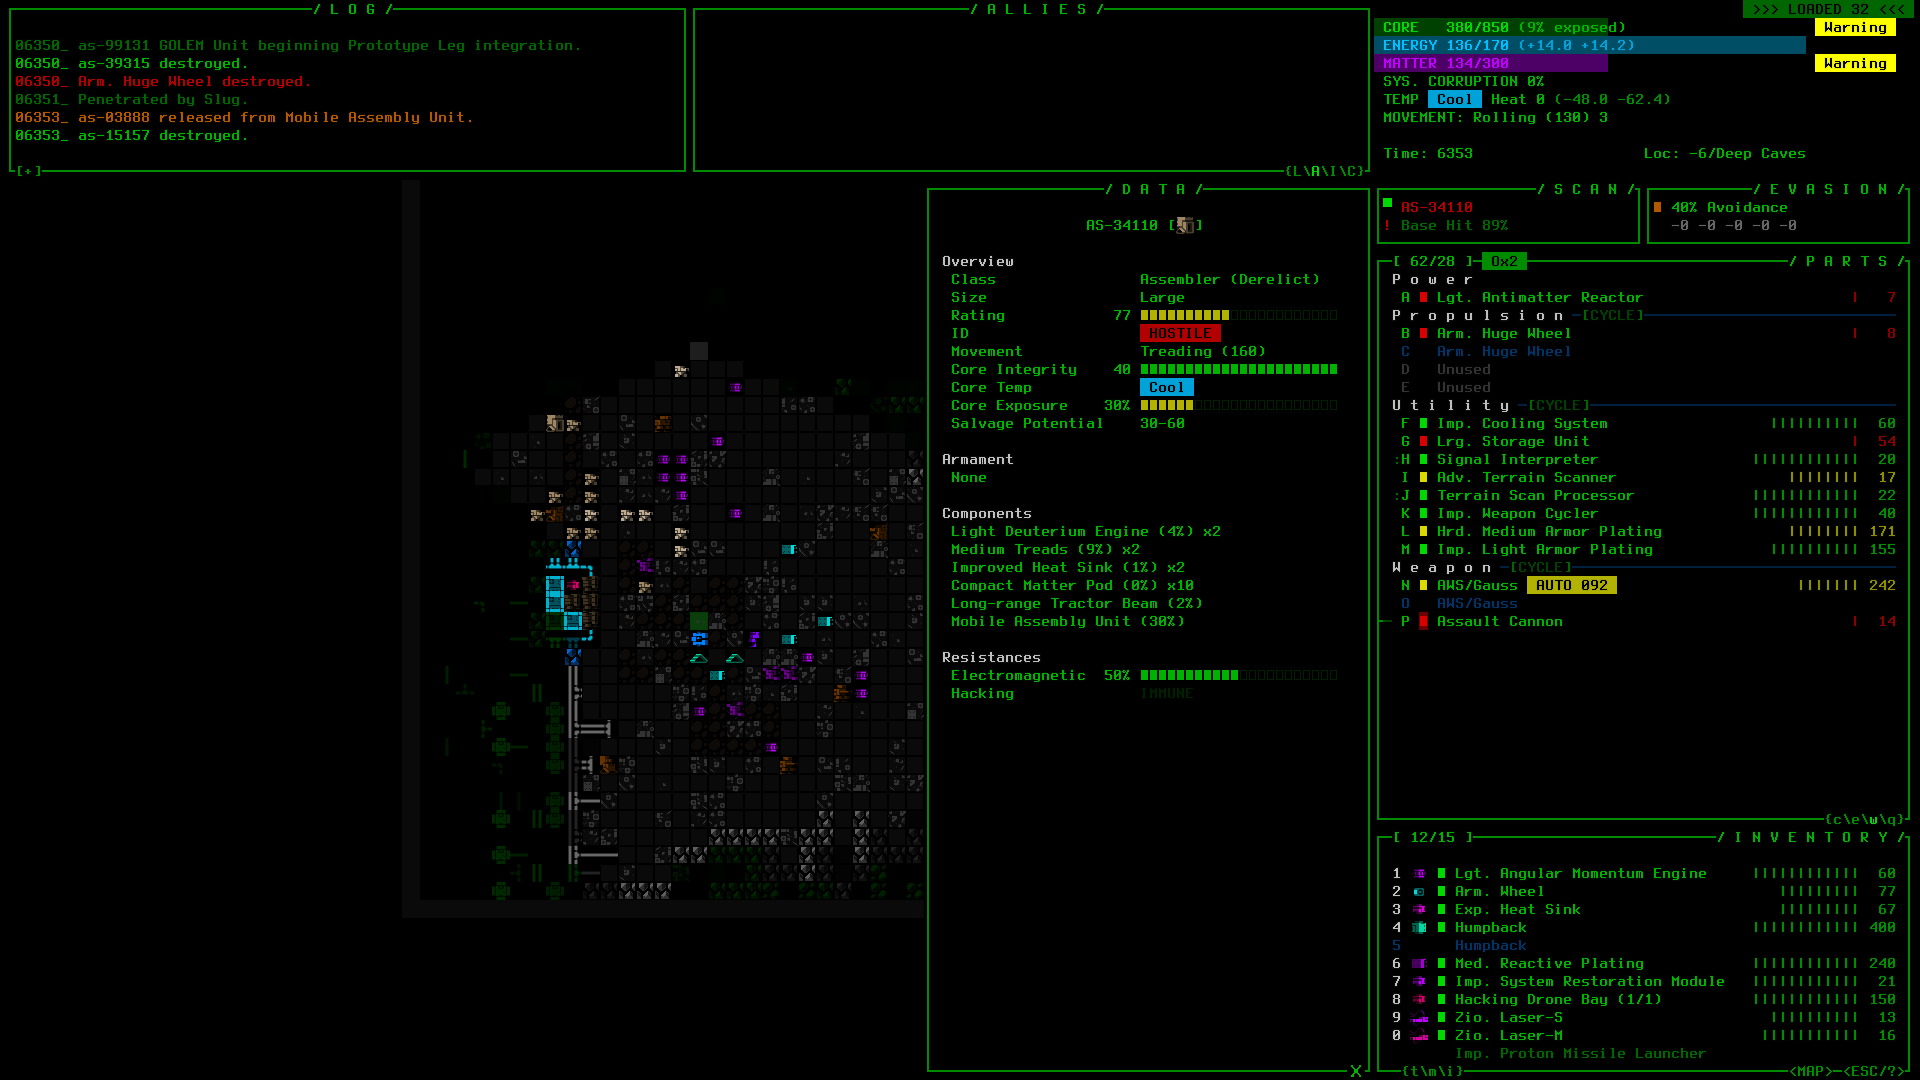 / L O G /
06350_ as-99131 GOLEM Unit beginning Prototype Leg integration.
06350_ as-39315 destroyed.
06350_ Arm. Huge Wheel destroyed.
06351_ Penetrated by Slug.
06353_ as-03888 released from Mobile Assembly Unit.
06353_ as-15157 destroyed.
[+]
/ A L L I E S /
{L\A\I\C}
>>> LOADED 32 <<<
CORE 380/850 (9% exposed) Warning
ENERGY 136/170 (+14.0 +14.2)
MATTER 134/300 Warning
SYS. CORRUPTION 0%
TEMP Cool Heat 0 (-48.0 -62.4)
MOVEMENT: Rolling (130) 3
Time: 6353 Loc: -6/Deep Caves
/ D A T A /
AS-34110 [ ]
Overview
Class Assembler (Derelict)
Size Large
Rating 77
ID HOSTILE
Movement Treading (160)
Core Integrity 40
Core Temp Cool
Core Exposure 30%
Salvage Potential 30-60
Armament
None
Components
Light Deuterium Engine (4%) x2
Medium Treads (9%) x2
Improved Heat Sink (1%) x2
Compact Matter Pod (0%) x10
Long-range Tractor Beam (2%)
Mobile Assembly Unit (30%)
Resistances
Electromagnetic 50%
Hacking IMMUNE
X
/ S C A N /
AS-34110
! Base Hit 89%
/ E V A S I O N /
40% Avoidance
-0 -0 -0 -0 -0
[ 62/28 ] 0x2 / P A R T S /
P o w e r
A Lgt. Antimatter Reactor 7
P r o p u l s i o n [CYCLE]
B Arm. Huge Wheel 8
C Arm. Huge Wheel
D Unused
E Unused
U t i l i t y [CYCLE]
F Imp. Cooling System 60
G Lrg. Storage Unit 54
:H Signal Interpreter 20
I Adv. Terrain Scanner 17
:J Terrain Scan Processor 22
K Imp. Weapon Cycler 40
L Hrd. Medium Armor Plating 171
M Imp. Light Armor Plating 155
W e a p o n [CYCLE]
N AWS/Gauss AUTO 092 242
O AWS/Gauss
P Assault Cannon 14
{c\e\w\q}
[ 12/15 ] / I N V E N T O R Y /
1 Lgt. Angular Momentum Engine 60
2 Arm. Wheel 77
3 Exp. Heat Sink 67
4 Humpback 400
5 Humpback
6 Med. Reactive Plating 240
7 Imp. System Restoration Module 21
8 Hacking Drone Bay (1/1) 150
9 Zio. Laser-S 13
0 Zio. Laser-M 16
Imp. Proton Missile Launcher
{t\m\i} <MAP> <ESC/?>